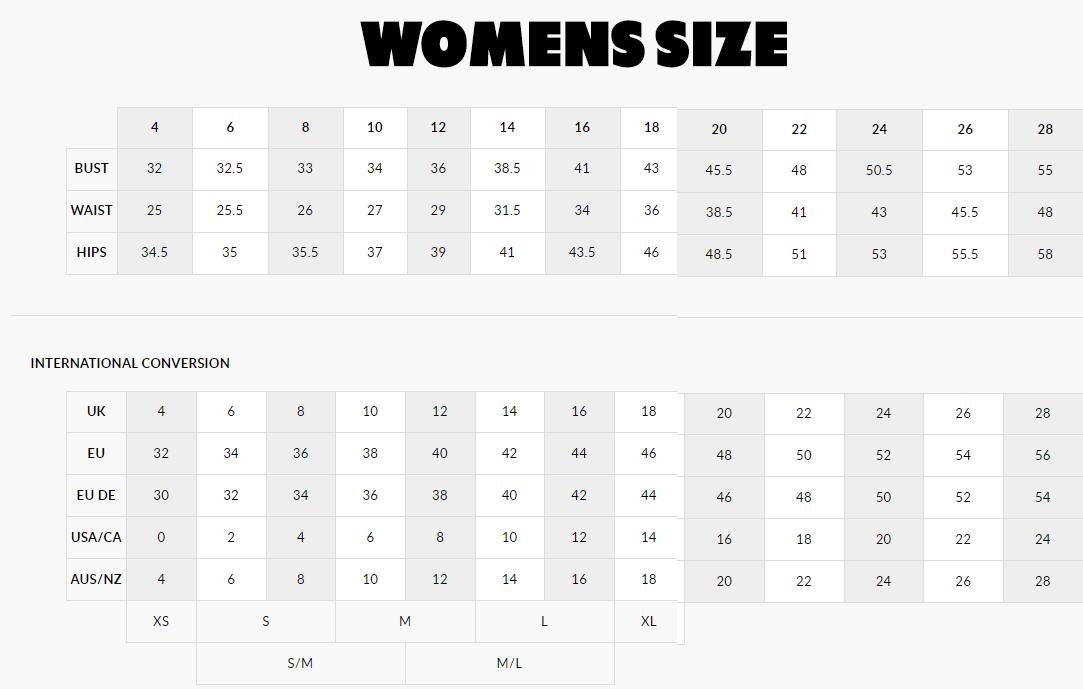 WOMENS SIZE
4 6 8 10 12 14 16 18 20 22 24 26 28
BUST 32 32.5 33 34 36 38.5 41 43 45.5 48 50.5 53 55
WAIST 25 25.5 26 27 29 31.5 34 36 38.5 41 43 45.5 48
HIPS 34.5 35 35.5 37 39 41 43.5 46 48.5 51 53 55.5 58
INTERNATIONAL CONVERSION
UK 4 6 8 10 12 14 16 18 20 22 24 26 28
EU 32 34 36 38 40 42 44 46 48 50 52 54 56
EU DE 30 32 34 36 38 40 42 44 46 48 50 52 54
USA/CA 0 2 4 6 8 10 12 14 16 18 20 22 24
AUS/NZ 4 6 8 10 12 14 16 18 20 22 24 26 28
XS S M L XL
S/M M/L